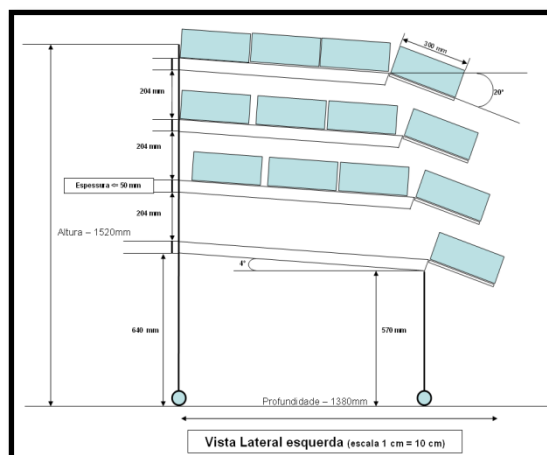 300 mm
20°
204 mm
204 mm
Espessura <= 50 mm
204 mm
Altura – 1520mm
4°
640 mm
570 mm
Profundidade – 1380mm
Vista Lateral esquerda (escala 1 cm = 10 cm)